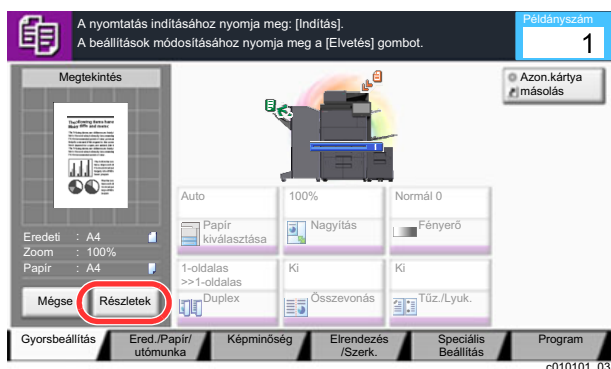 A nyomtatás indításához nyomja meg: [Indítás].
A beállítások módosításához nyomja meg a [Elvetés] gombot.
Példányszám
1
Megtekintés
Azon.kártya
másolás
Auto
100%
Normál 0
Papír
kiválasztása
Nagyítás
Fényerő
Eredeti : A4
Zoom : 100%
Papír : A4
1-oldalas
>>1-oldalas
Ki
Ki
Duplex
Összevonás
Tűz./Lyuk.
Mégse
Részletek
Gyorsbeállítás
Ered./Papír/
utómunka
Képminőség
Elrendezés
/Szerk.
Speciális
Beállítás
Program
c010101_03